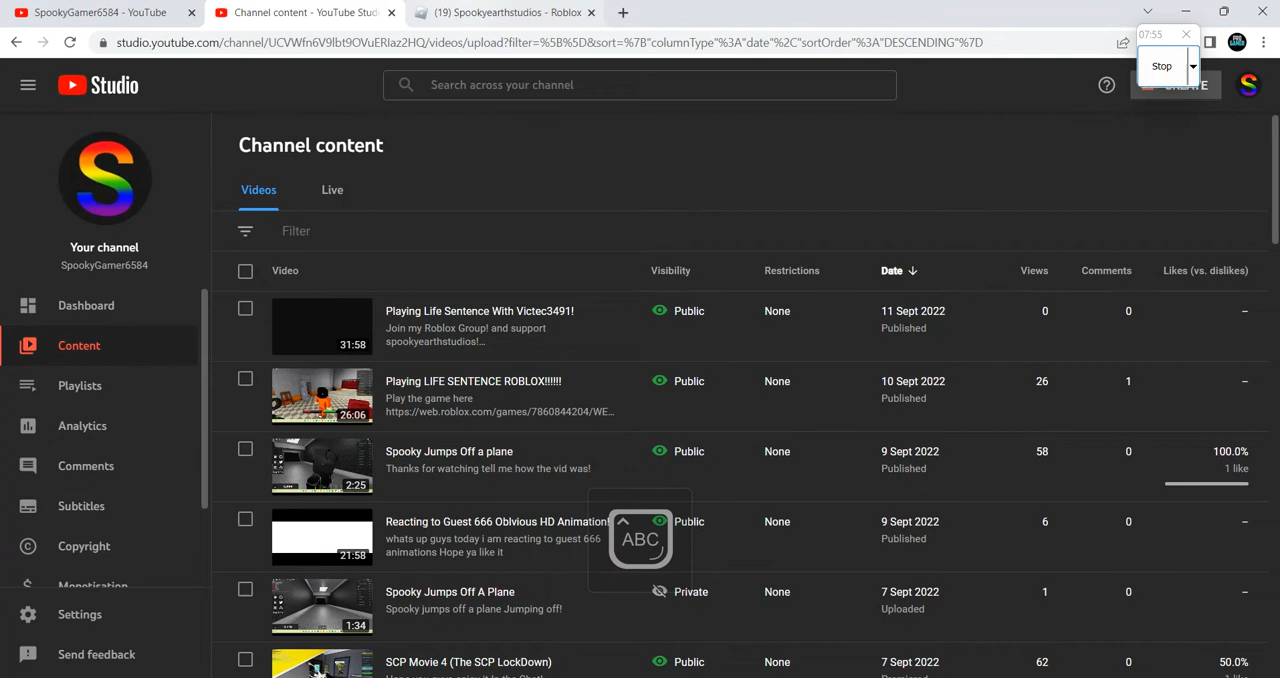 SpookyGamer6584 - YouTube
Channel content - YouTube Studi
(19) Spookyearthstudios - Roblox
studio.youtube.com/channel/UCVWfn6V9lbt9OVuERIaz2HQ/videos/upload?filter=%5B%5D&sort=%7B"columnType"%3A"date"%2C"sortOrder"%3A"DESCENDING"%7D
07:55
Stop
Studio
Search across your channel
CREATE
S
S
Your channel
SpookyGamer6584
Dashboard
Content
Playlists
Analytics
Comments
Subtitles
Copyright
Monetisation
Settings
Send feedback
Channel content
Videos Live
Filter
Video Visibility Restrictions Date Views Comments Likes (vs. dislikes)
31:58
Playing Life Sentence With Victec3491! Public None 11 Sept 2022 0 0 –
Join my Roblox Group! and support Published
spookyearthstudios!...
26:06
Playing LIFE SENTENCE ROBLOX!!!!!! Public None 10 Sept 2022 26 1 –
Play the game here Published
https://web.roblox.com/games/7860844204/WE...
2:25
Spooky Jumps Off a plane Public None 9 Sept 2022 58 0 100.0%
Thanks for watching tell me how the vid was! Published 1 like
21:58
Reacting to Guest 666 Oblvious HD Animation! Public None 9 Sept 2022 6 0 –
whats up guys today i am reacting to guest 666 Published
animations Hope ya like it
ABC
1:34
Spooky Jumps Off A Plane Private None 7 Sept 2022 1 0 –
Spooky jumps off a plane Jumping off! Uploaded
SCP Movie 4 (The SCP LockDown) Public None 7 Sept 2022 62 0 50.0%